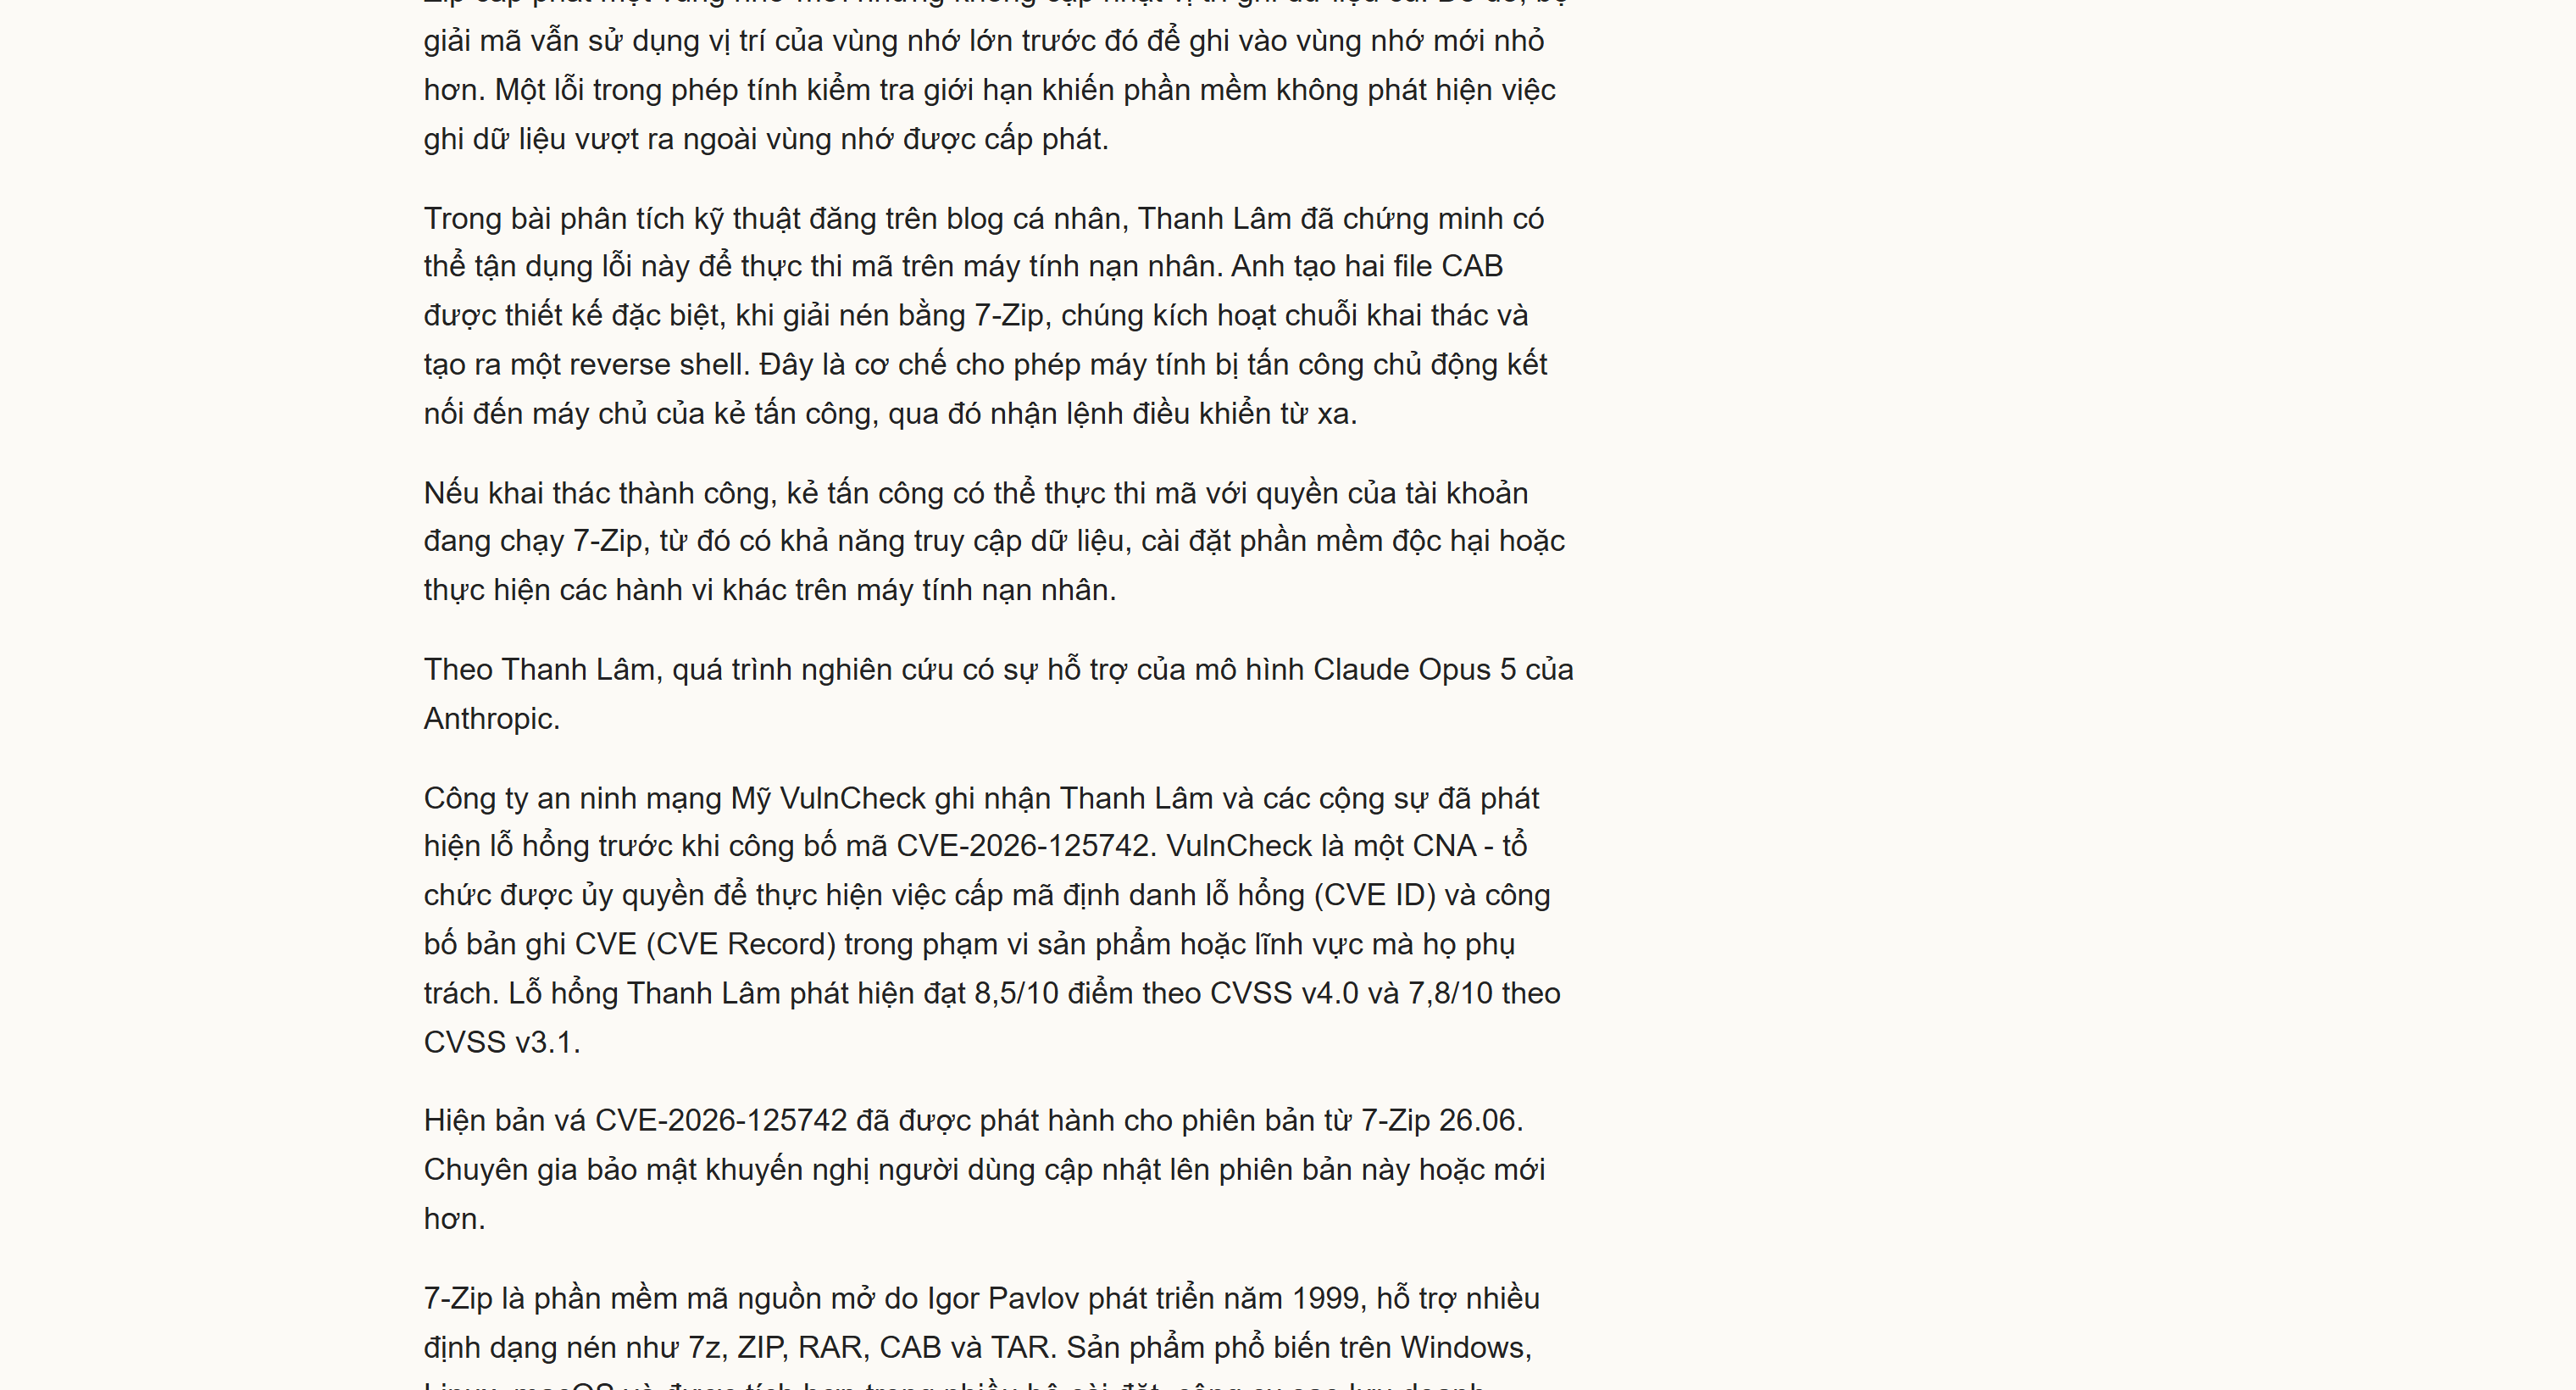 giải mã vẫn sử dụng vị trí của vùng nhớ lớn trước đó để ghi vào vùng nhớ mới nhỏ
hơn. Một lỗi trong phép tính kiểm tra giới hạn khiến phần mềm không phát hiện việc
ghi dữ liệu vượt ra ngoài vùng nhớ được cấp phát.
Trong bài phân tích kỹ thuật đăng trên blog cá nhân, Thanh Lâm đã chứng minh có
thể tận dụng lỗi này để thực thi mã trên máy tính nạn nhân. Anh tạo hai file CAB
được thiết kế đặc biệt, khi giải nén bằng 7-Zip, chúng kích hoạt chuỗi khai thác và
tạo ra một reverse shell. Đây là cơ chế cho phép máy tính bị tấn công chủ động kết
nối đến máy chủ của kẻ tấn công, qua đó nhận lệnh điều khiển từ xa.
Nếu khai thác thành công, kẻ tấn công có thể thực thi mã với quyền của tài khoản
đang chạy 7-Zip, từ đó có khả năng truy cập dữ liệu, cài đặt phần mềm độc hại hoặc
thực hiện các hành vi khác trên máy tính nạn nhân.
Theo Thanh Lâm, quá trình nghiên cứu có sự hỗ trợ của mô hình Claude Opus 5 của
Anthropic.
Công ty an ninh mạng Mỹ VulnCheck ghi nhận Thanh Lâm và các cộng sự đã phát
hiện lỗ hổng trước khi công bố mã CVE-2026-125742. VulnCheck là một CNA - tổ
chức được ủy quyền để thực hiện việc cấp mã định danh lỗ hổng (CVE ID) và công
bố bản ghi CVE (CVE Record) trong phạm vi sản phẩm hoặc lĩnh vực mà họ phụ
trách. Lỗ hổng Thanh Lâm phát hiện đạt 8,5/10 điểm theo CVSS v4.0 và 7,8/10 theo
CVSS v3.1.
Hiện bản vá CVE-2026-125742 đã được phát hành cho phiên bản từ 7-Zip 26.06.
Chuyên gia bảo mật khuyến nghị người dùng cập nhật lên phiên bản này hoặc mới
hơn.
7-Zip là phần mềm mã nguồn mở do Igor Pavlov phát triển năm 1999, hỗ trợ nhiều
định dạng nén như 7z, ZIP, RAR, CAB và TAR. Sản phẩm phổ biến trên Windows,